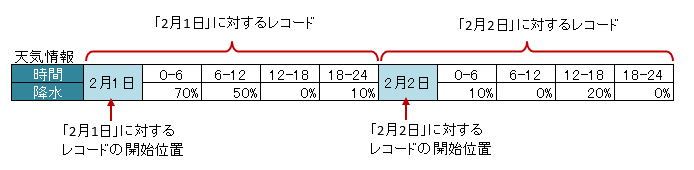 「2月1日」に対するレコード 「2月2日」に対するレコード
天気情報
時間 2月1日 0-6 6-12 12-18 18-24 2月2日 0-6 6-12 12-18 18-24
降水 70% 50% 0% 10% 10% 0% 20% 0%
「2月1日」に対する
レコードの開始位置
「2月2日」に対する
レコードの開始位置